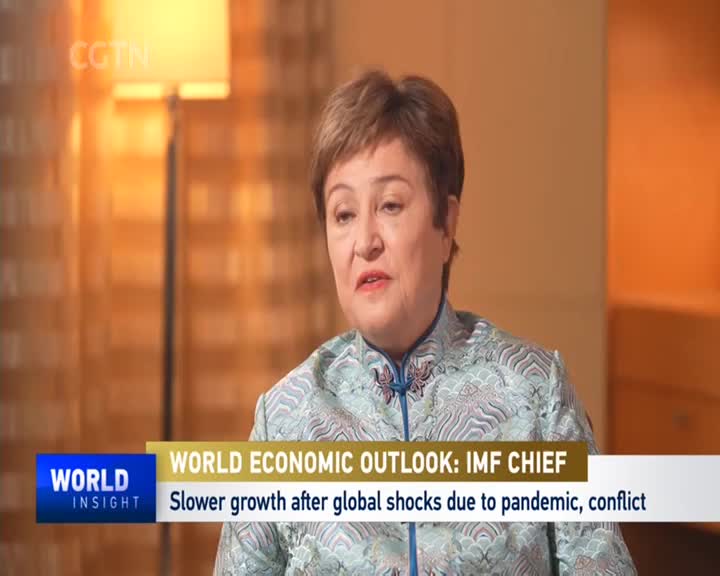 CGTN
WORLD ECONOMIC OUTLOOK: IMF CHIEF
WORLD
INSIGHT
Slower growth after global shocks due to pandemic, conflict